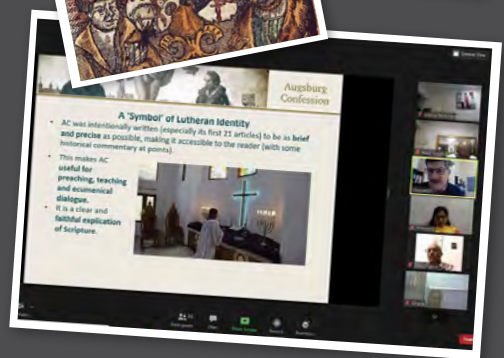 Augsburg
Confession
A 'Symbol' of Lutheran Identity
• AC was intentionally written (especially its first 21 articles) to be as brief
and precise as possible, making it accessible to the reader (with some
historical commentary at points).
• This makes AC
useful for
preaching, teaching
and ecumenical
dialogue.
• It is a clear and
faithful explication
of Scripture.